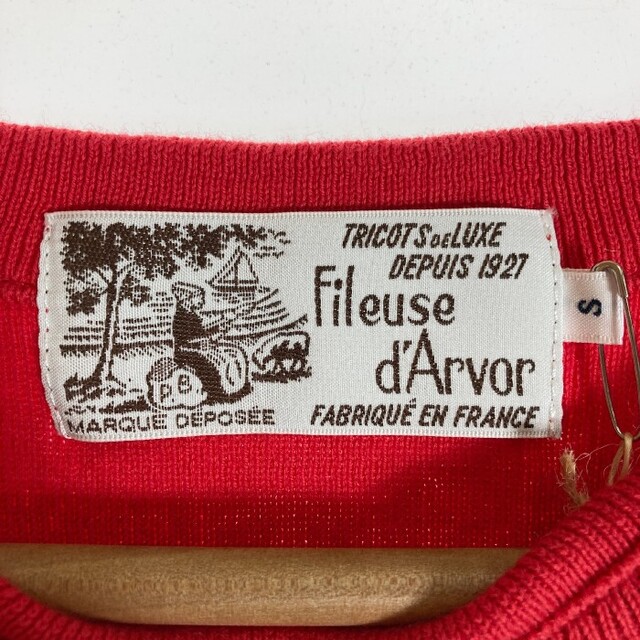 TRICOTS DE LUXE
DEPUIS 1927
Fileuse
d'Arvor
MARQUE DÉPOSÉE
FABRIQUÉ EN FRANCE
S